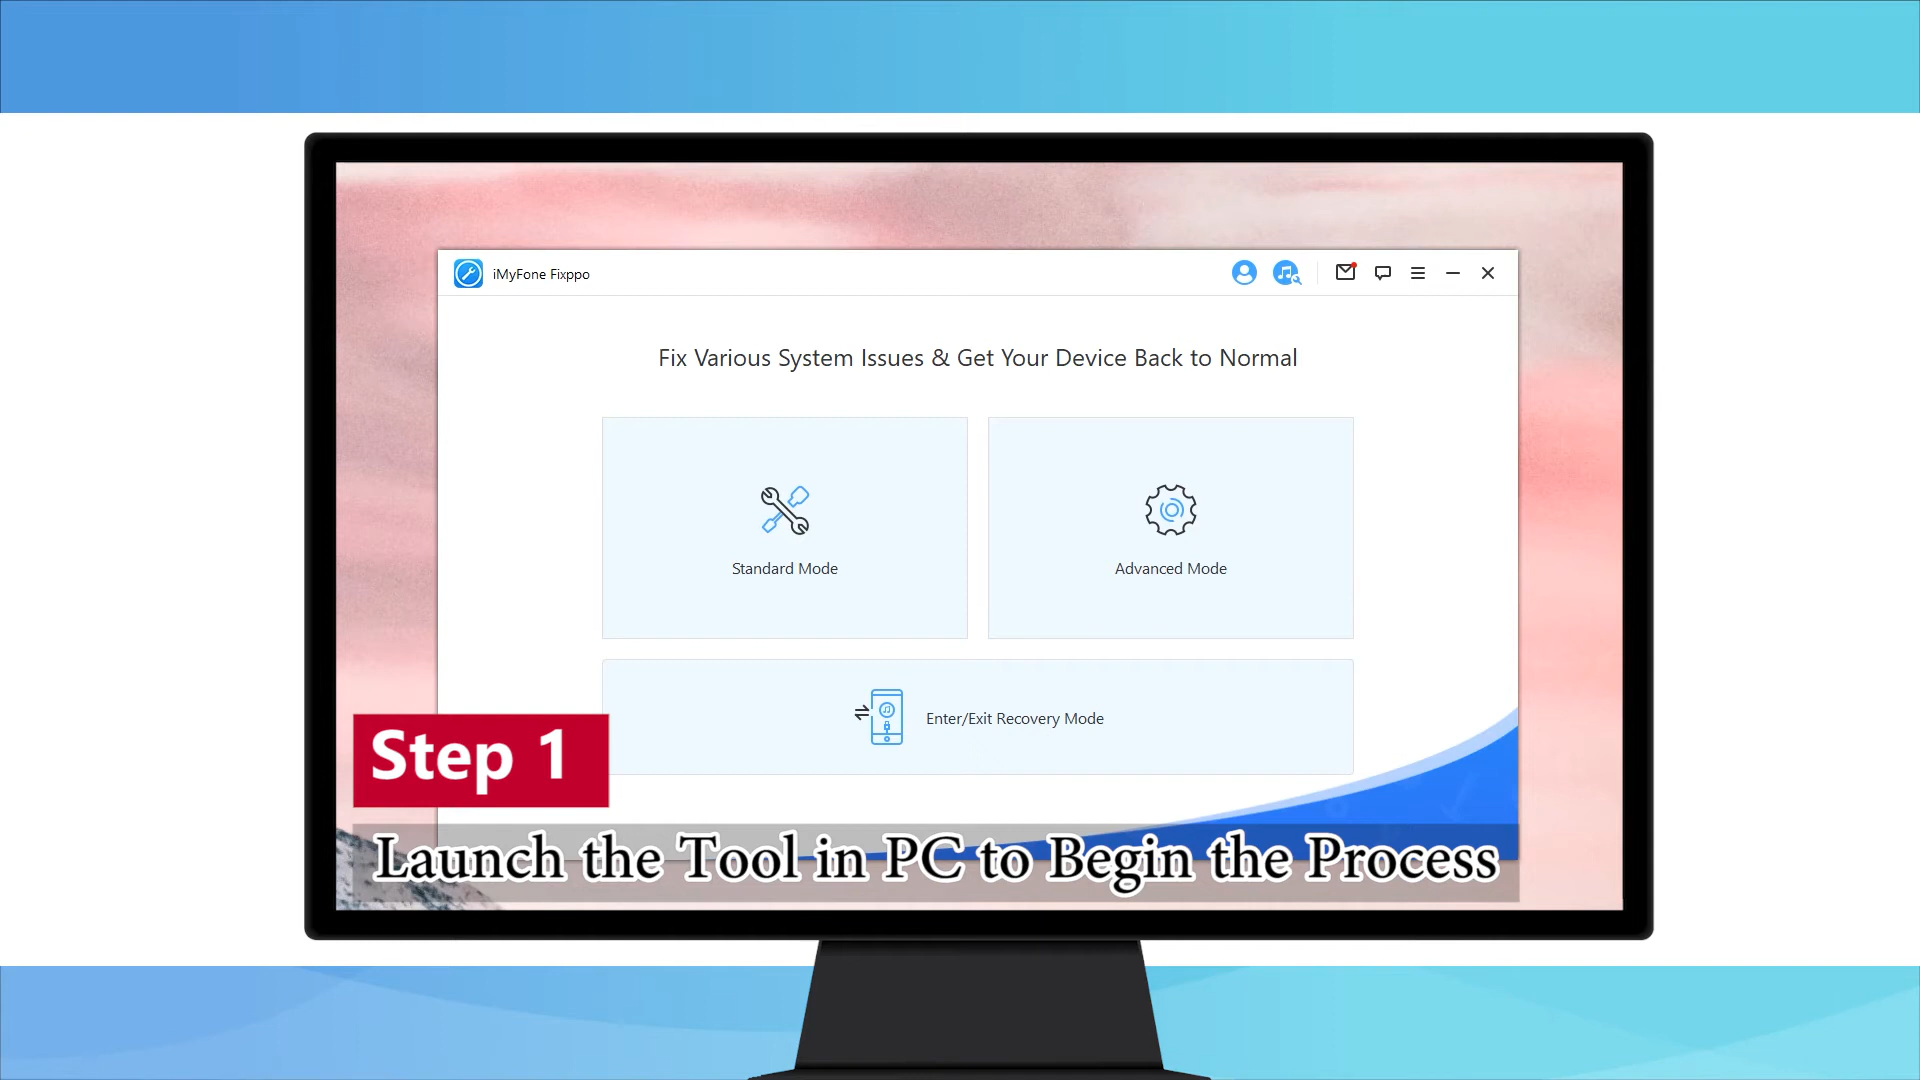 iMyFone Fixppo
Fix Various System Issues & Get Your Device Back to Normal
Standard Mode
Advanced Mode
Enter/Exit Recovery Mode
Step 1
Launch the Tool in PC to Begin the Process